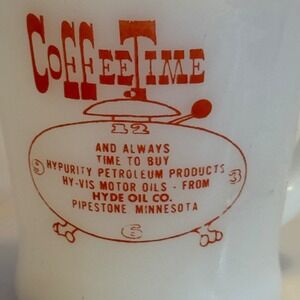 COFFEE TIME
12
AND ALWAYS
TIME TO BUY
9 HYPURITY PETROLEUM PRODUCTS 3
HY-VIS MOTOR OILS - FROM
HYDE OIL CO.
PIPESTONE MINNESOTA
6